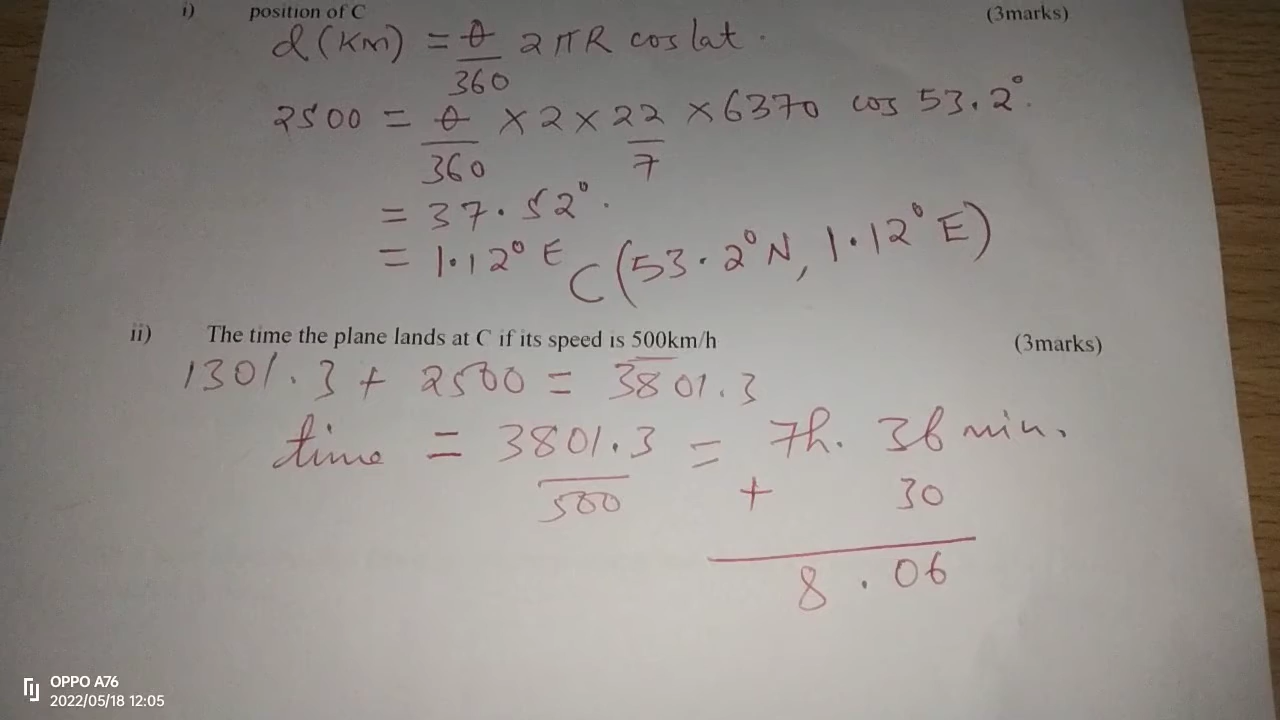 i) position of C (3marks)
d (Km) = θ/360 2πR cos lat.
2500 = θ/360 × 2 × 22/7 × 6370 cos 53.2°.
= 37.52°.
= 1.12° E C (53.2° N, 1.12° E)
ii) The time the plane lands at C if its speed is 500km/h (3marks)
1301.3 + 2500 = 3801.3
time = 3801.3/500 = 7h. 36 min.
+ 30
8.06
OPPO A76
2022/05/18 12:05